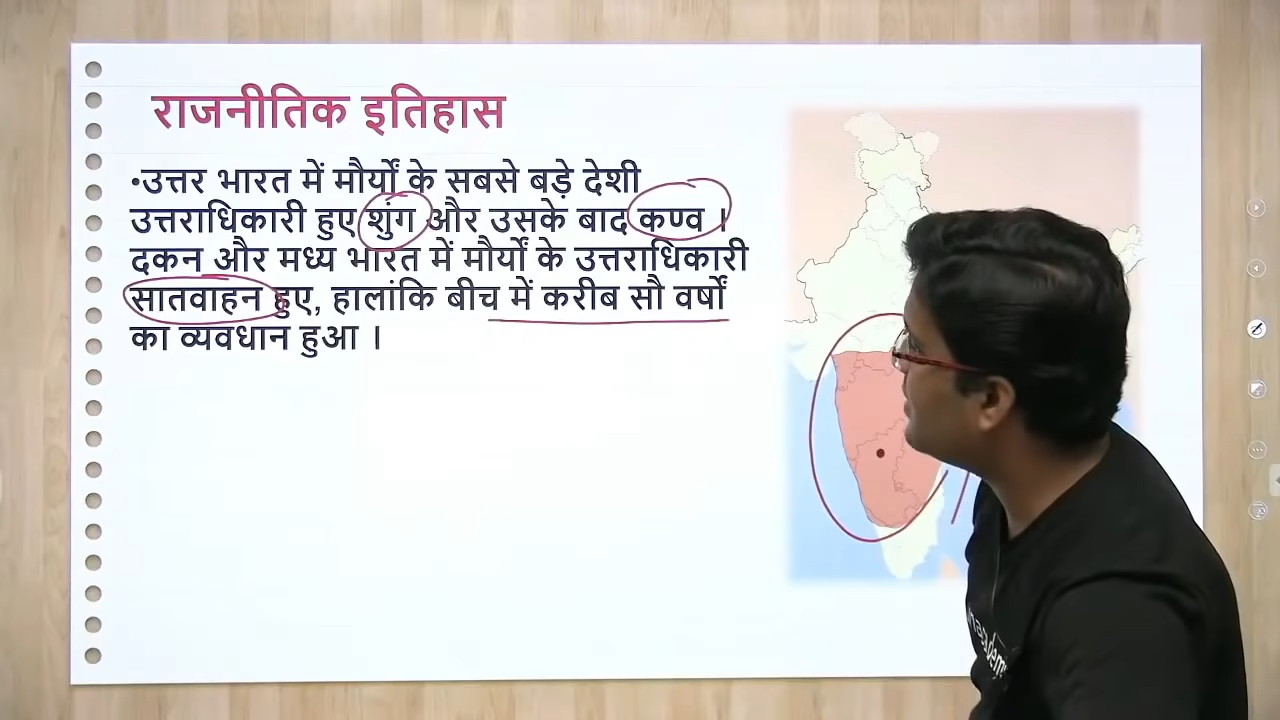 राजनीतिक इतिहास
•उत्तर भारत में मौर्यों के सबसे बड़े देशी
उत्तराधिकारी हुए शुंग और उसके बाद कण्व ।
दकन और मध्य भारत में मौर्यों के उत्तराधिकारी
सातवाहन हुए, हालांकि बीच में करीब सौ वर्षों
का व्यवधान हुआ ।